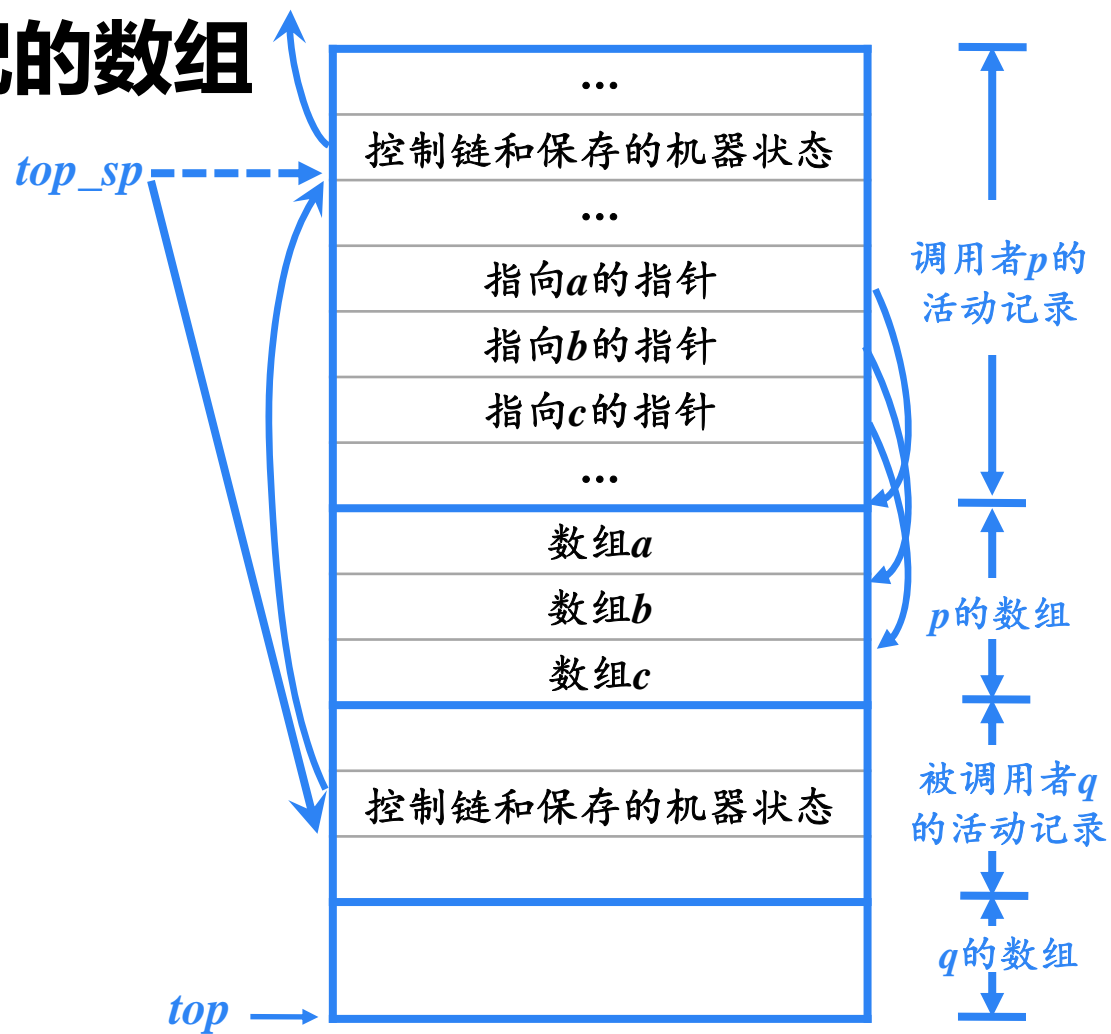 的数组
...
控制链和保存的机器状态
top_sp
...
指向a的指针
指向b的指针
指向c的指针
...
数组a
数组b
数组c
控制链和保存的机器状态
top
调用者p的
活动记录
p的数组
被调用者q
的活动记录
q的数组